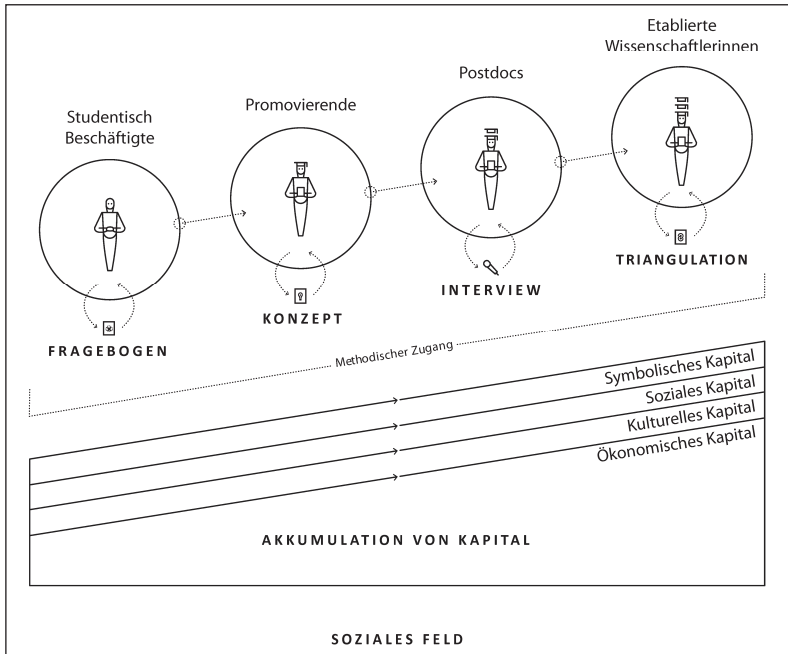 Studentisch
Beschäftigte
Promovierende
Postdocs
Etablierte
Wissenschaftlerinnen
FRAGEBOGEN
KONZEPT
INTERVIEW
TRIANGULATION
Methodischer Zugang
Symbolisches Kapital
Soziales Kapital
Kulturelles Kapital
Ökonomisches Kapital
AKKUMULATION VON KAPITAL
SOZIALES FELD